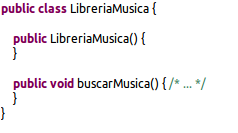 public class LibreriaMusica {
public LibreriaMusica() {
}
public void buscarMusica() { /* ... */
}
}